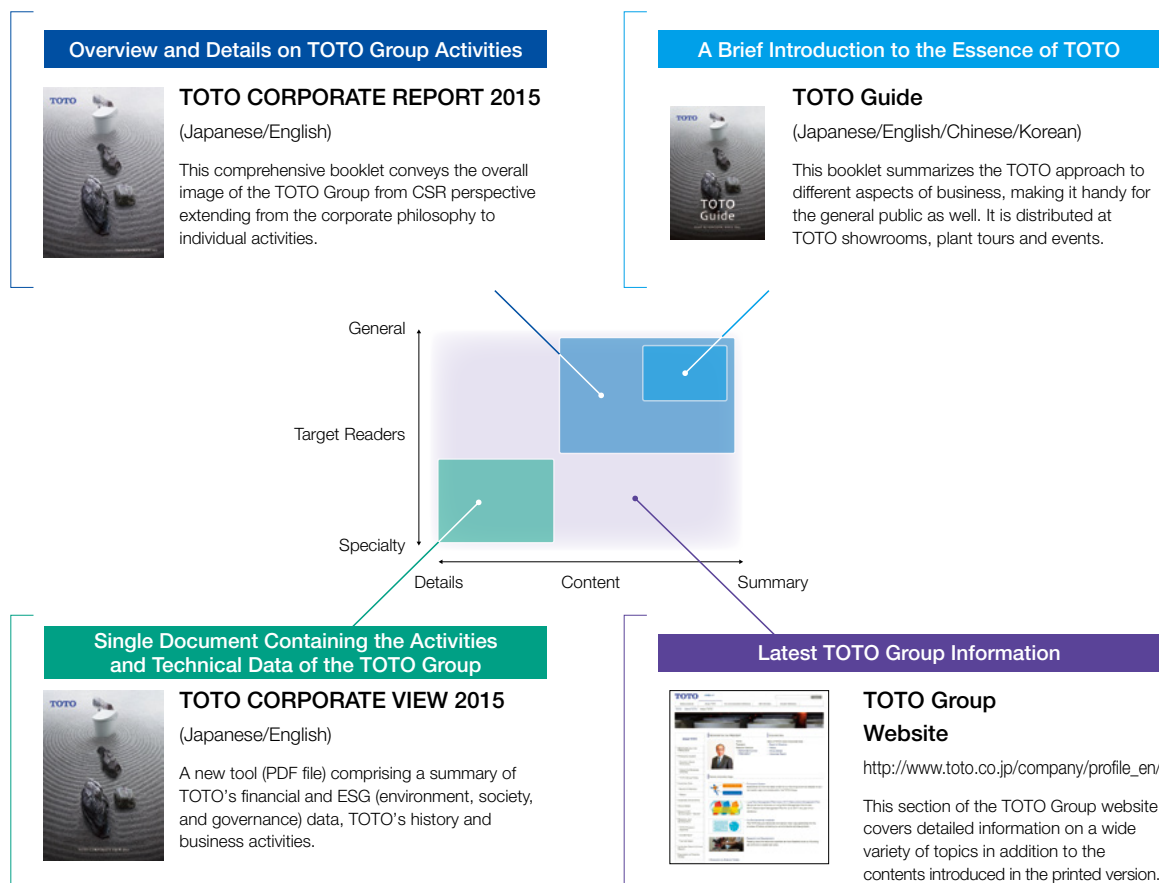 Overview and Details on TOTO Group Activities
TOTO
TOTO CORPORATE REPORT 2015
(Japanese/English)
This comprehensive booklet conveys the overall
image of the TOTO Group from CSR perspective
extending from the corporate philosophy to
individual activities.
A Brief Introduction to the Essence of TOTO
TOTO
TOTO
Guide
TOTO Guide
(Japanese/English/Chinese/Korean)
This booklet summarizes the TOTO approach to
different aspects of business, making it handy for
the general public as well. It is distributed at
TOTO showrooms, plant tours and events.
General
Target Readers
Specialty
Details
Content
Summary
Single Document Containing the Activities
and Technical Data of the TOTO Group
TOTO
TOTO CORPORATE VIEW 2015
TOTO CORPORATE VIEW 2015
(Japanese/English)
A new tool (PDF file) comprising a summary of
TOTO's financial and ESG (environment, society,
and governance) data, TOTO's history and
business activities.
Latest TOTO Group Information
TOTO
TOTO Group
Website
http://www.toto.co.jp/company/profile_en/
This section of the TOTO Group website
covers detailed information on a wide
variety of topics in addition to the
contents introduced in the printed version.